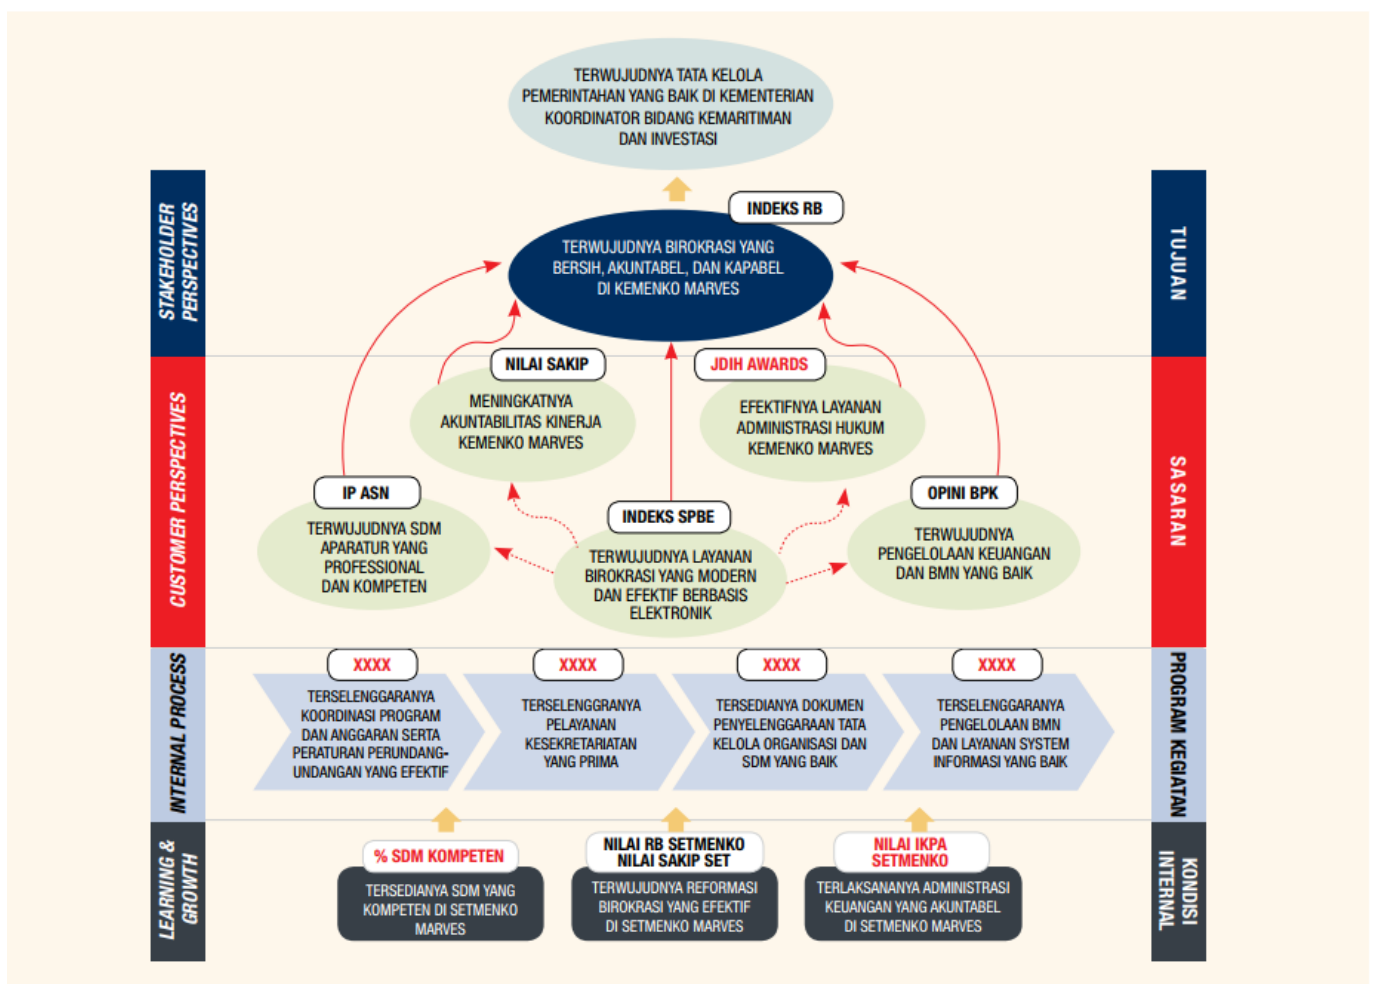 TERWUJUDNYA TATA KELOLA
PEMERINTAHAN YANG BAIK DI KEMENTERIAN
KOORDINATOR BIDANG KEMARITIMAN
DAN INVESTASI
STAKEHOLDER
PERSPECTIVES
TUJUAN
INDEKS RB
TERWUJUDNYA BIROKRASI YANG
BERSIH, AKUNTABEL, DAN KAPABEL
DI KEMENKO MARVES
CUSTOMER PERSPECTIVES
SASARAN
NILAI SAKIP
MENINGKATNYA
AKUNTABILITAS KINERJA
KEMENKO MARVES
JDIH AWARDS
EFEKTIFNYA LAYANAN
ADMINISTRASI HUKUM
KEMENKO MARVES
IP ASN
TERWUJUDNYA SDM
APARATUR YANG
PROFESSIONAL
DAN KOMPETEN
INDEKS SPBE
TERWUJUDNYA LAYANAN
BIROKRASI YANG MODERN
DAN EFEKTIF BERBASIS
ELEKTRONIK
OPINI BPK
TERWUJUDNYA
PENGELOLAAN KEUANGAN
DAN BMN YANG BAIK
INTERNAL PROCESS
PROGRAM KEGIATAN
XXXX
TERSELENGGARANYA
KOORDINASI PROGRAM
DAN ANGGARAN SERTA
PERATURAN PERUNDANG-
UNDANGAN YANG EFEKTIF
XXXX
TERSELENGGRANYA
PELAYANAN
KESEKRETARIATAN
YANG PRIMA
XXXX
TERSEDIANYA DOKUMEN
PENYELENGGARAAN TATA
KELOLA ORGANISASI DAN
SDM YANG BAIK
XXXX
TERSELENGGARANYA
PENGELOLAAN BMN
DAN LAYANAN SYSTEM
INFORMASI YANG BAIK
LEARNING &
GROWTH
KONDISI
INTERNAL
% SDM KOMPETEN
TERSEDIANYA SDM YANG
KOMPETEN DI SETMENKO
MARVES
NILAI RB SETMENKO
NILAI SAKIP SET
TERWUJUDNYA REFORMASI
BIROKRASI YANG EFEKTIF
DI SETMENKO MARVES
NILAI IKPA
SETMENKO
TERLAKSANANYA ADMINISTRASI
KEUANGAN YANG AKUNTABEL
DI SETMENKO MARVES